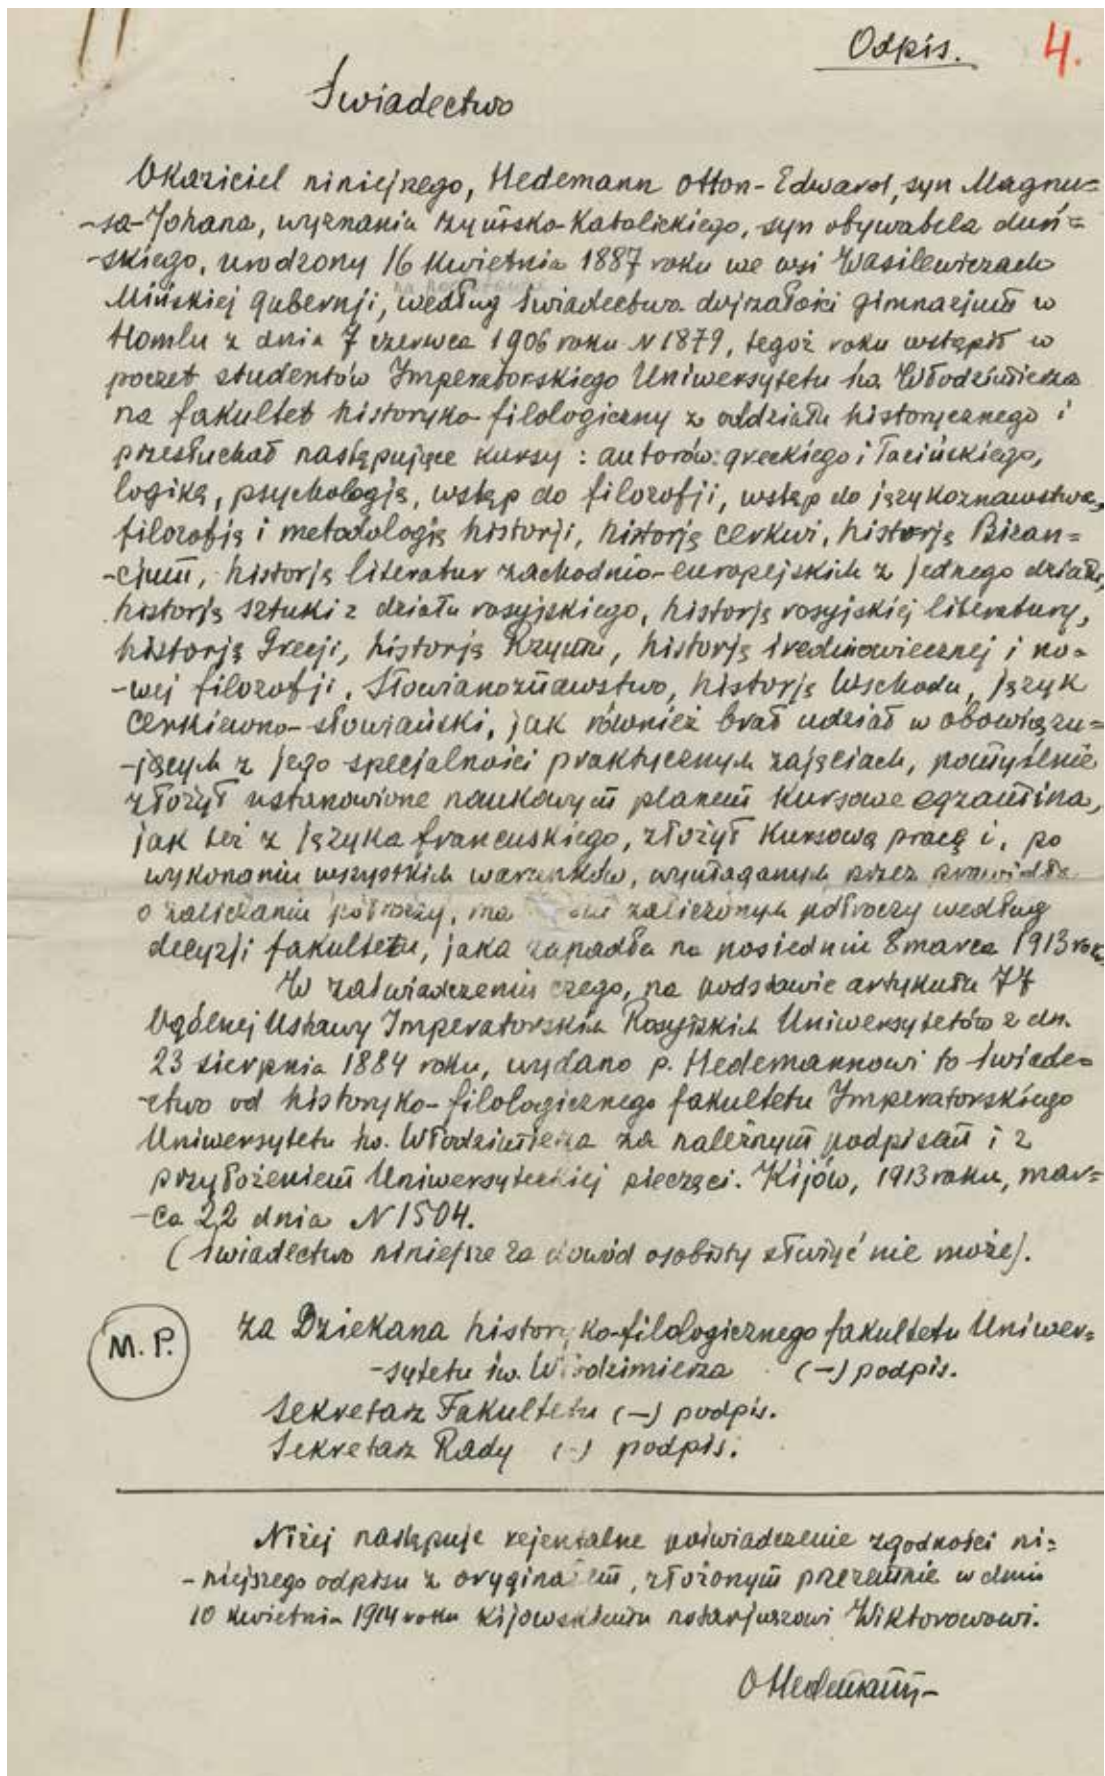 Odpis. 4.
Świadectwo
Okaziciel niniejszego, Hedemann Otton-Edward, syn Magnu=
-sa-Johana, wyznania rzymsko-Katolickiego, syn obywatela duń=
-skiego, urodzony 16 Kwietnia 1887 roku we wsi Wasilewiczach
Mińskiej gubernji, według świadectwa dojrzałości gimnazjum w
Homlu z dnia 7 czerwca 1906 roku N 1879, tegoż roku wstąpił w
poczet studentów Imperatorskiego Uniwersytetu św. Włodzimierza
na fakultet historyko-filologiczny z oddziału historycznego i
przesłuchał następujące kursy: autorów: greckiego i łacińskiego,
logikę, psychologję, wstęp do filozofji, wstęp do językoznawstwa,
filozofję i metodologję historji, historję cerkwi, historję Bizan=
-cjum, historję literatur zachodnio-europejskich z jednego działu,
historję sztuki z działu rosyjskiego, historję rosyjskiej literatury,
historję Grecji, historję Rzymu, historję średniowiecznej i no=
-wej filozofji, Słowianoznawstwo, historję Wschodu, język
cerkiewno-słowiański, jak również brał udział w obowiązu=
-jących z jego specjalności praktycznych zajęciach, pomyślnie
złożył ustanowione naukowym planem Kursowe egzamina,
jak też z języka francuskiego, złożył Kursową pracę i, po
wykonaniu wszystkich warunków, wymaganych przez prawidła
o zaliczaniu półroczy, ma zaliczonych półroczy według
decyzji fakultetu, jaka zapadła na posiedniu 8 marca 1913 roku.
W zaświadczeniu czego, na podstawie artykułu 77
Ogólnej Ustawy Imperatorskich Rosyjskich Uniwersytetów z dn.
23 sierpnia 1884 roku, wydano p. Hedemannowi to świade=
-ctwo od historyko-filologicznego fakultetu Imperatorskiego
Uniwersytetu św. Włodzimierza za należnym podpisam i z
przyłożeniem Uniwersyteckiej pieczęci. Kijów, 1913 roku, mar=
-ca 22 dnia N 1504.
(Świadectwo niniejsze za dowód osobisty służyć nie może).
M.P.
Za Dziekana historyko-filologicznego fakultetu Uniwer=
-sytetu św. Włodzimierza (-) podpis.
Sekretarz Fakultetu (-) podpis.
Sekretarz Rady (-) podpis.
Niżej następuje rejentalne poświadczenie zgodności ni=
-niejszego odpisu z oryginałem, złożonym przezemnie w dniu
10 kwietnia 1914 roku kijowskiemu notarjuszowi Wiktorowowi.
OHedemann